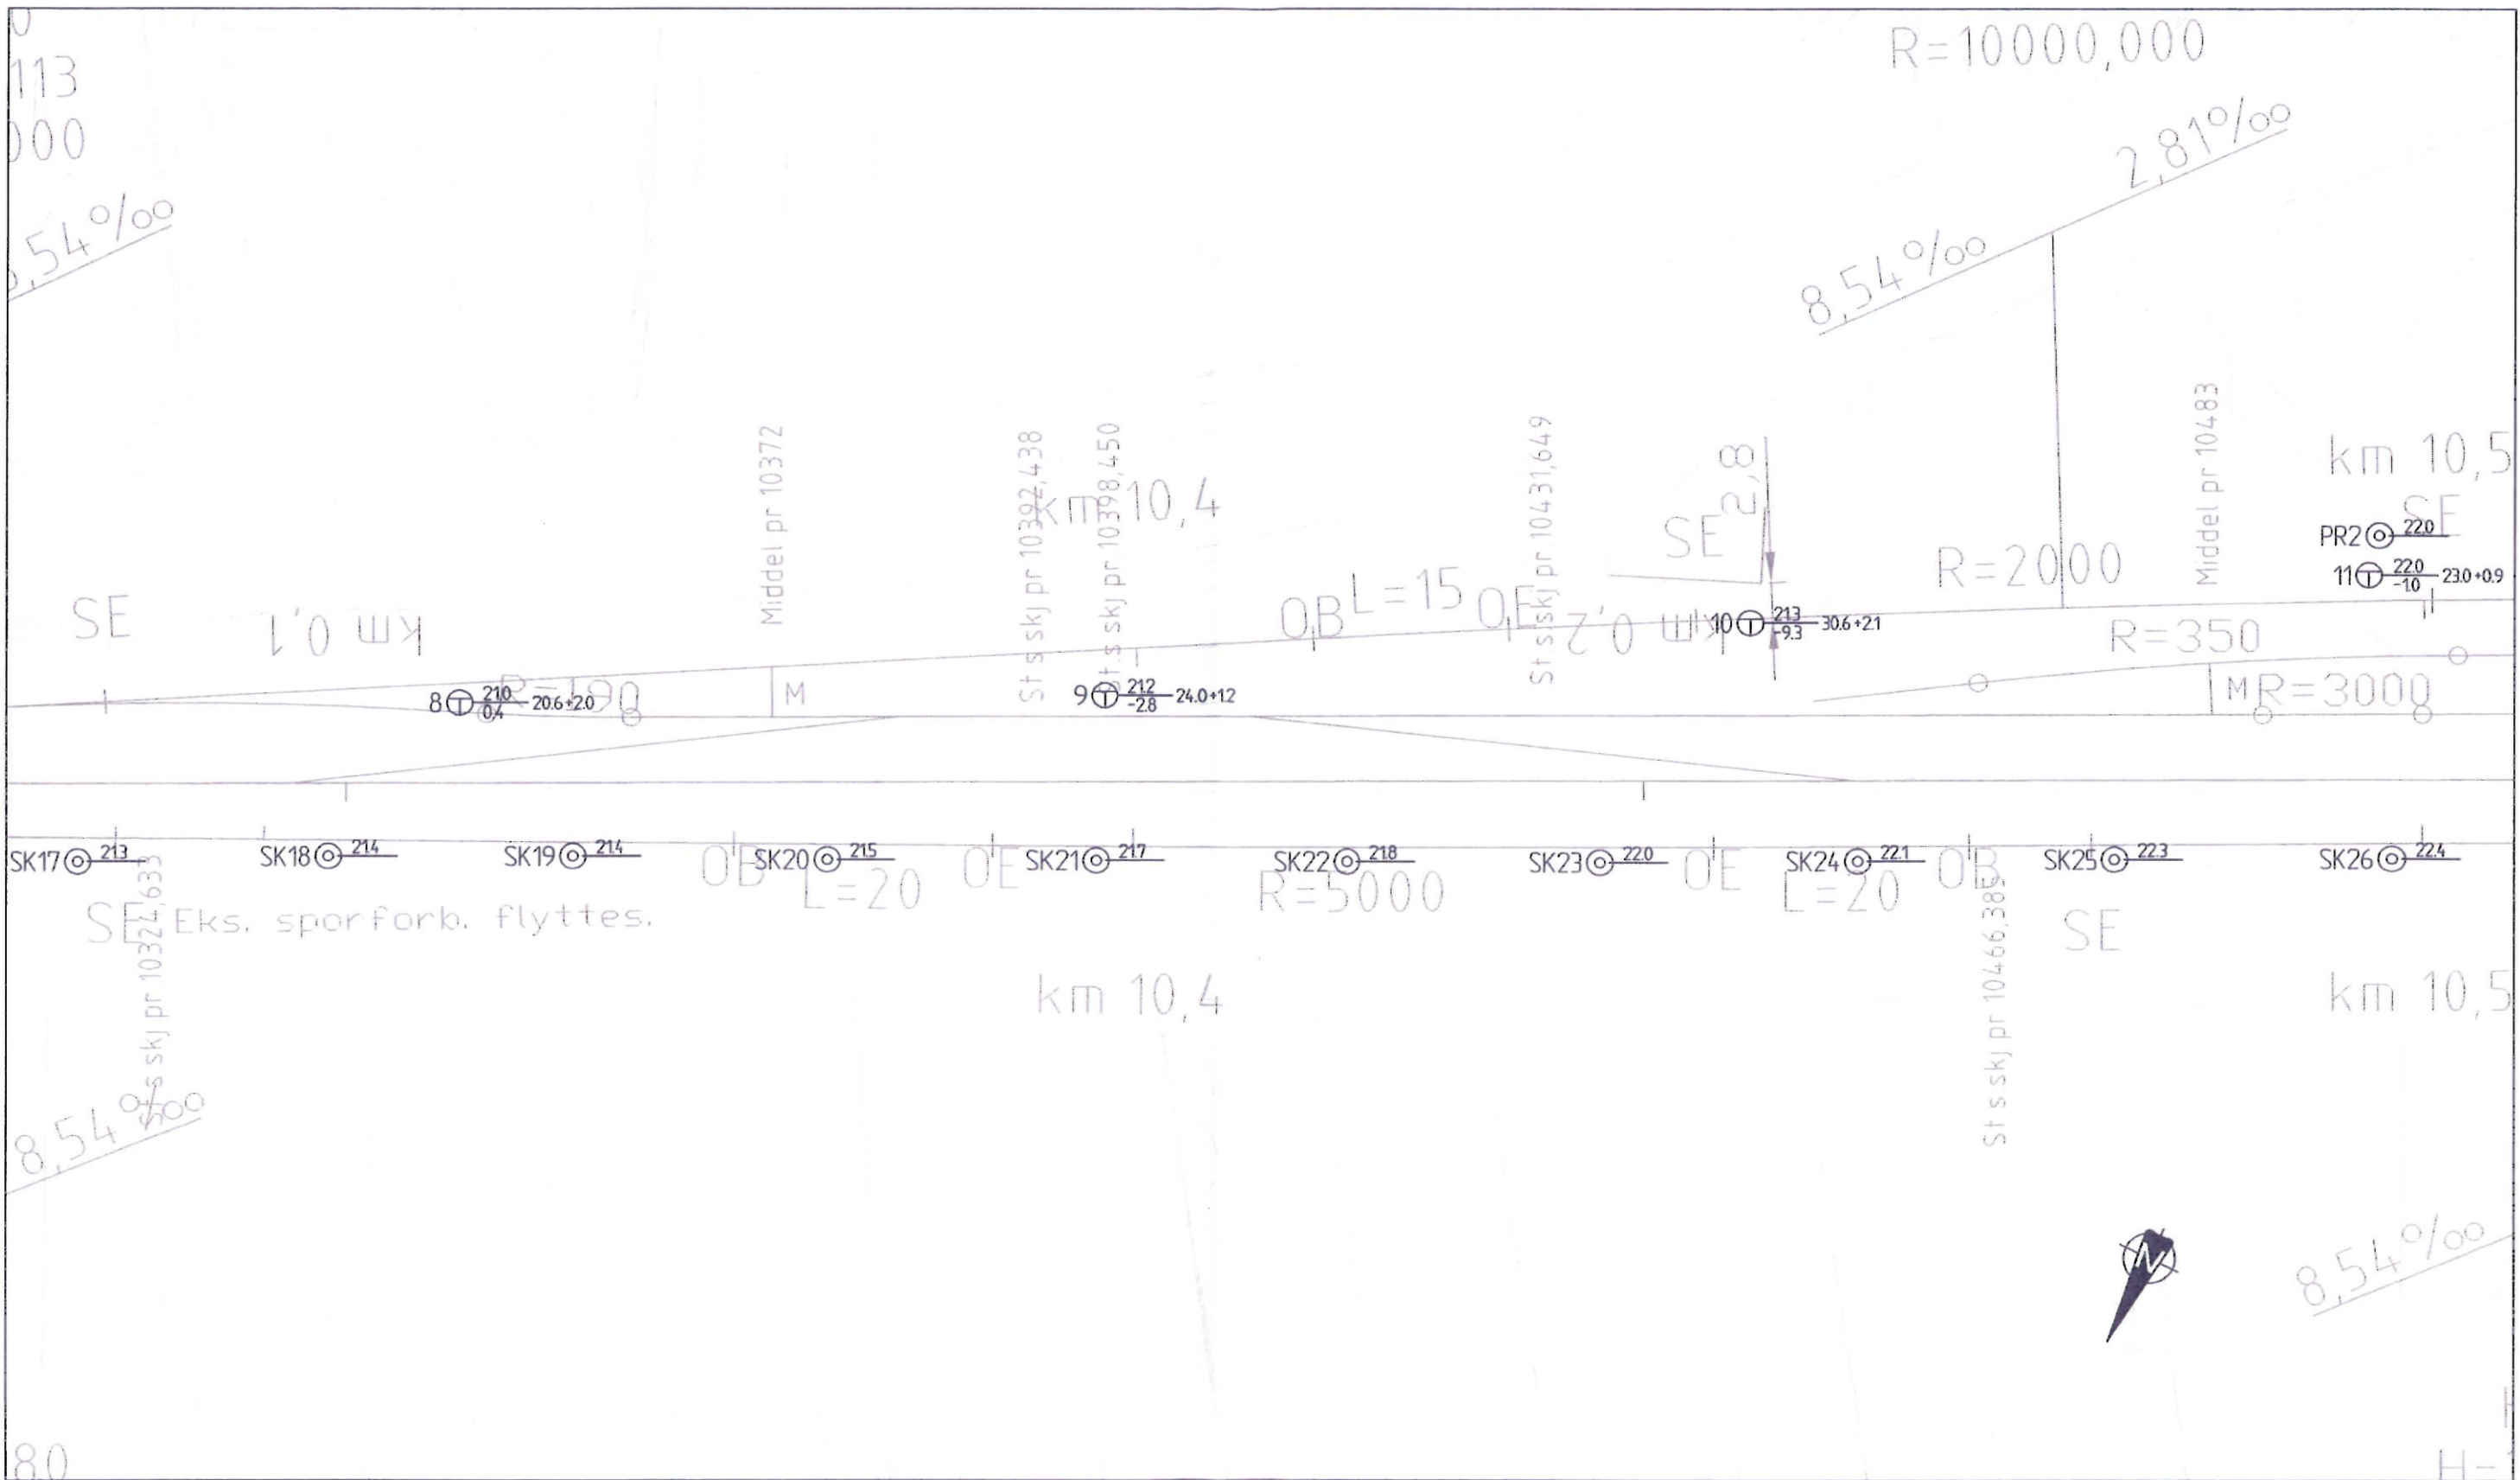 R=10000,000
113
2,81‰
8,54‰
Middel pr 10483
Middel pr 10372
St s skj pr 10392,438
St s skj pr 10398,450
St s skj pr 10431,649
km 10,4
km 10,5
SE
2,8
SE
PR2 22.0
11 22.0 -1.0 23.0+0.9
R=2000
SE
km 0,1
OB
L=15
OE
km 0,2
10 21.3 -9.3 30.6+2.1
R=350
8 21.0 0.4 20.6+2.0
R=190
M
9 21.2 -2.8 24.0+1.2
M
R=3000
SK17 21.3
SK18 21.4
SK19 21.4
SK20 21.5
SK21 21.7
SK22 21.8
SK23 22.0
SK24 22.1
SK25 22.3
SK26 22.4
OB
L=20
OE
R=5000
OE
L=20
OB
SE
Eks. sporforb. flyttes.
SE
St s skj pr 10324,633
St s skj pr 10466,385
km 10,4
km 10,5
8,54‰
8,54‰
N